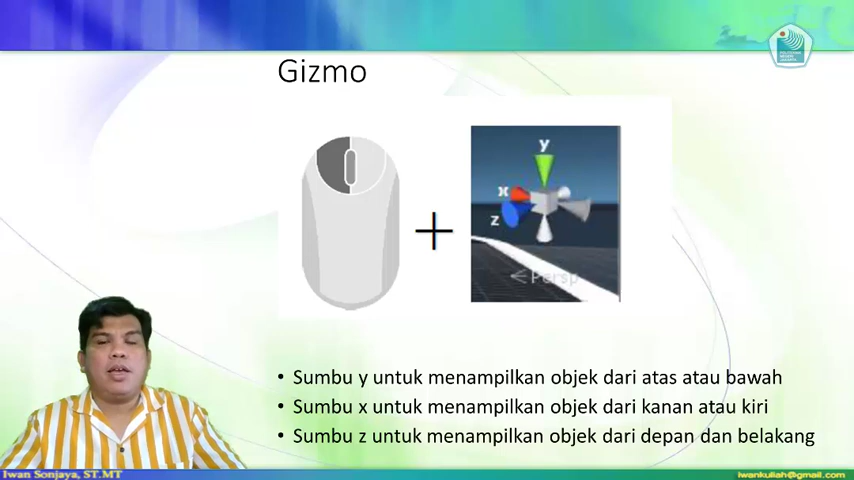 Gizmo
y
x
z
Persp
• Sumbu y untuk menampilkan objek dari atas atau bawah
• Sumbu x untuk menampilkan objek dari kanan atau kiri
• Sumbu z untuk menampilkan objek dari depan dan belakang
Iwan Sonjaya, ST.MT
iwankuliah@gmail.com